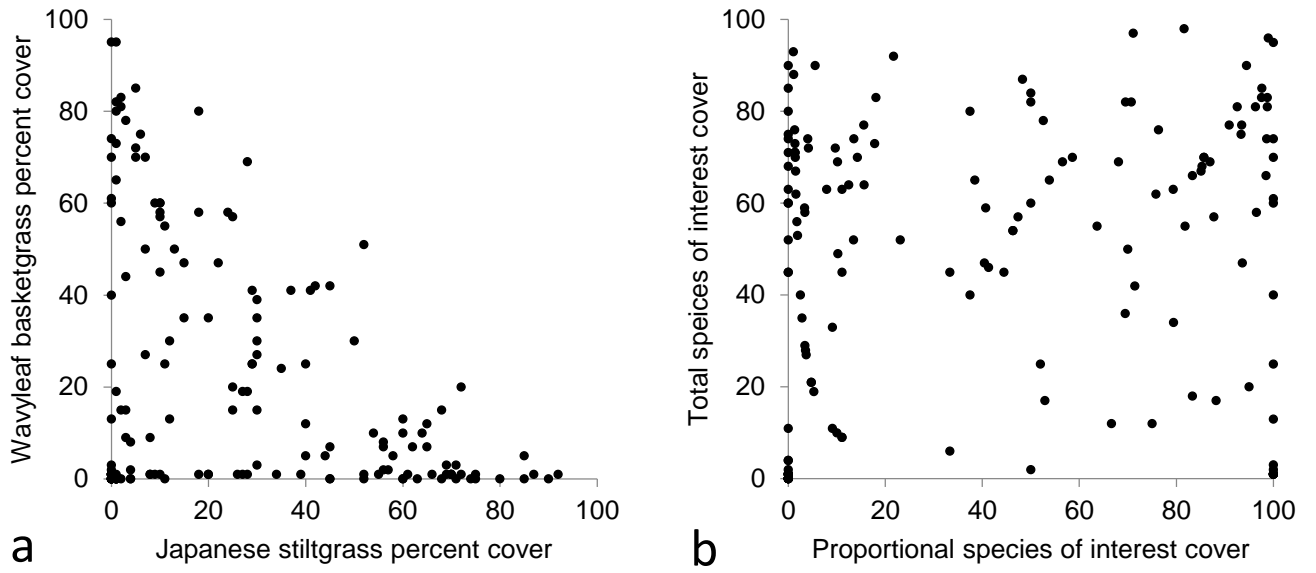 Wavyleaf basketgrass percent cover
100
80
60
40
20
0
0 20 40 60 80 100
Japanese stiltgrass percent cover
a
Total speices of interest cover
100
80
60
40
20
0
0 20 40 60 80 100
Proportional species of interest cover
b